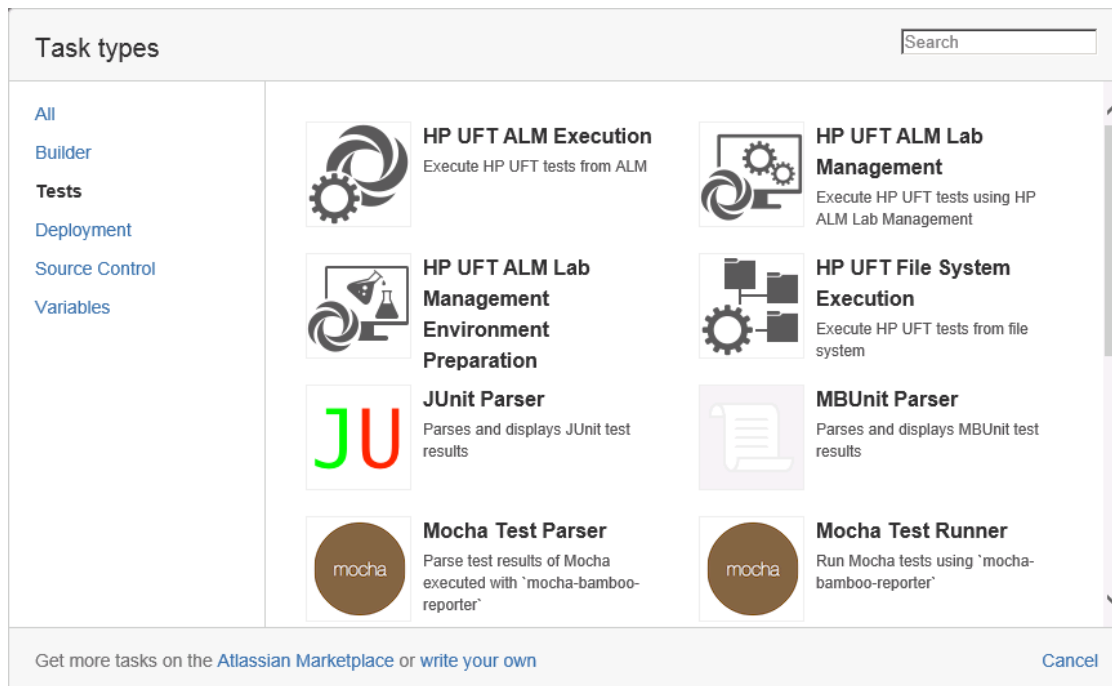 Task types
Search
All
Builder
Tests
Deployment
Source Control
Variables
HP UFT ALM Execution
Execute HP UFT tests from ALM
HP UFT ALM Lab
Management
Execute HP UFT tests using HP
ALM Lab Management
HP UFT ALM Lab
Management
Environment
Preparation
HP UFT File System
Execution
Execute HP UFT tests from file
system
JU
JUnit Parser
Parses and displays JUnit test
results
MBUnit Parser
Parses and displays MBUnit test
results
mocha
Mocha Test Parser
Parse test results of Mocha
executed with `mocha-bamboo-
reporter`
mocha
Mocha Test Runner
Run Mocha tests using `mocha-
bamboo-reporter`
Get more tasks on the Atlassian Marketplace or write your own
Cancel